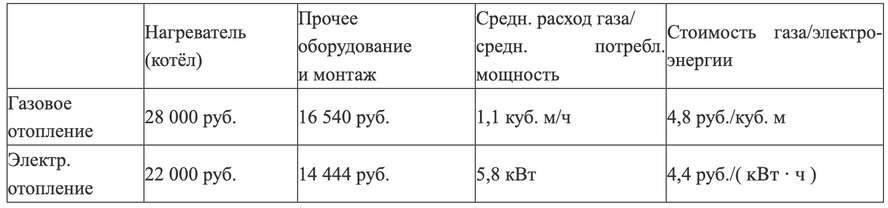 Нагреватель
(котёл)
Прочее
оборудование
и монтаж
Средн. расход газа/
средн. потребл.
мощность
Стоимость газа/электро-
энергии
Газовое
отопление
28 000 руб.
16 540 руб.
1,1 куб. м/ч
4,8 руб./куб. м
Электр.
отопление
22 000 руб.
14 444 руб.
5,8 кВт
4,4 руб./( кВт · ч )